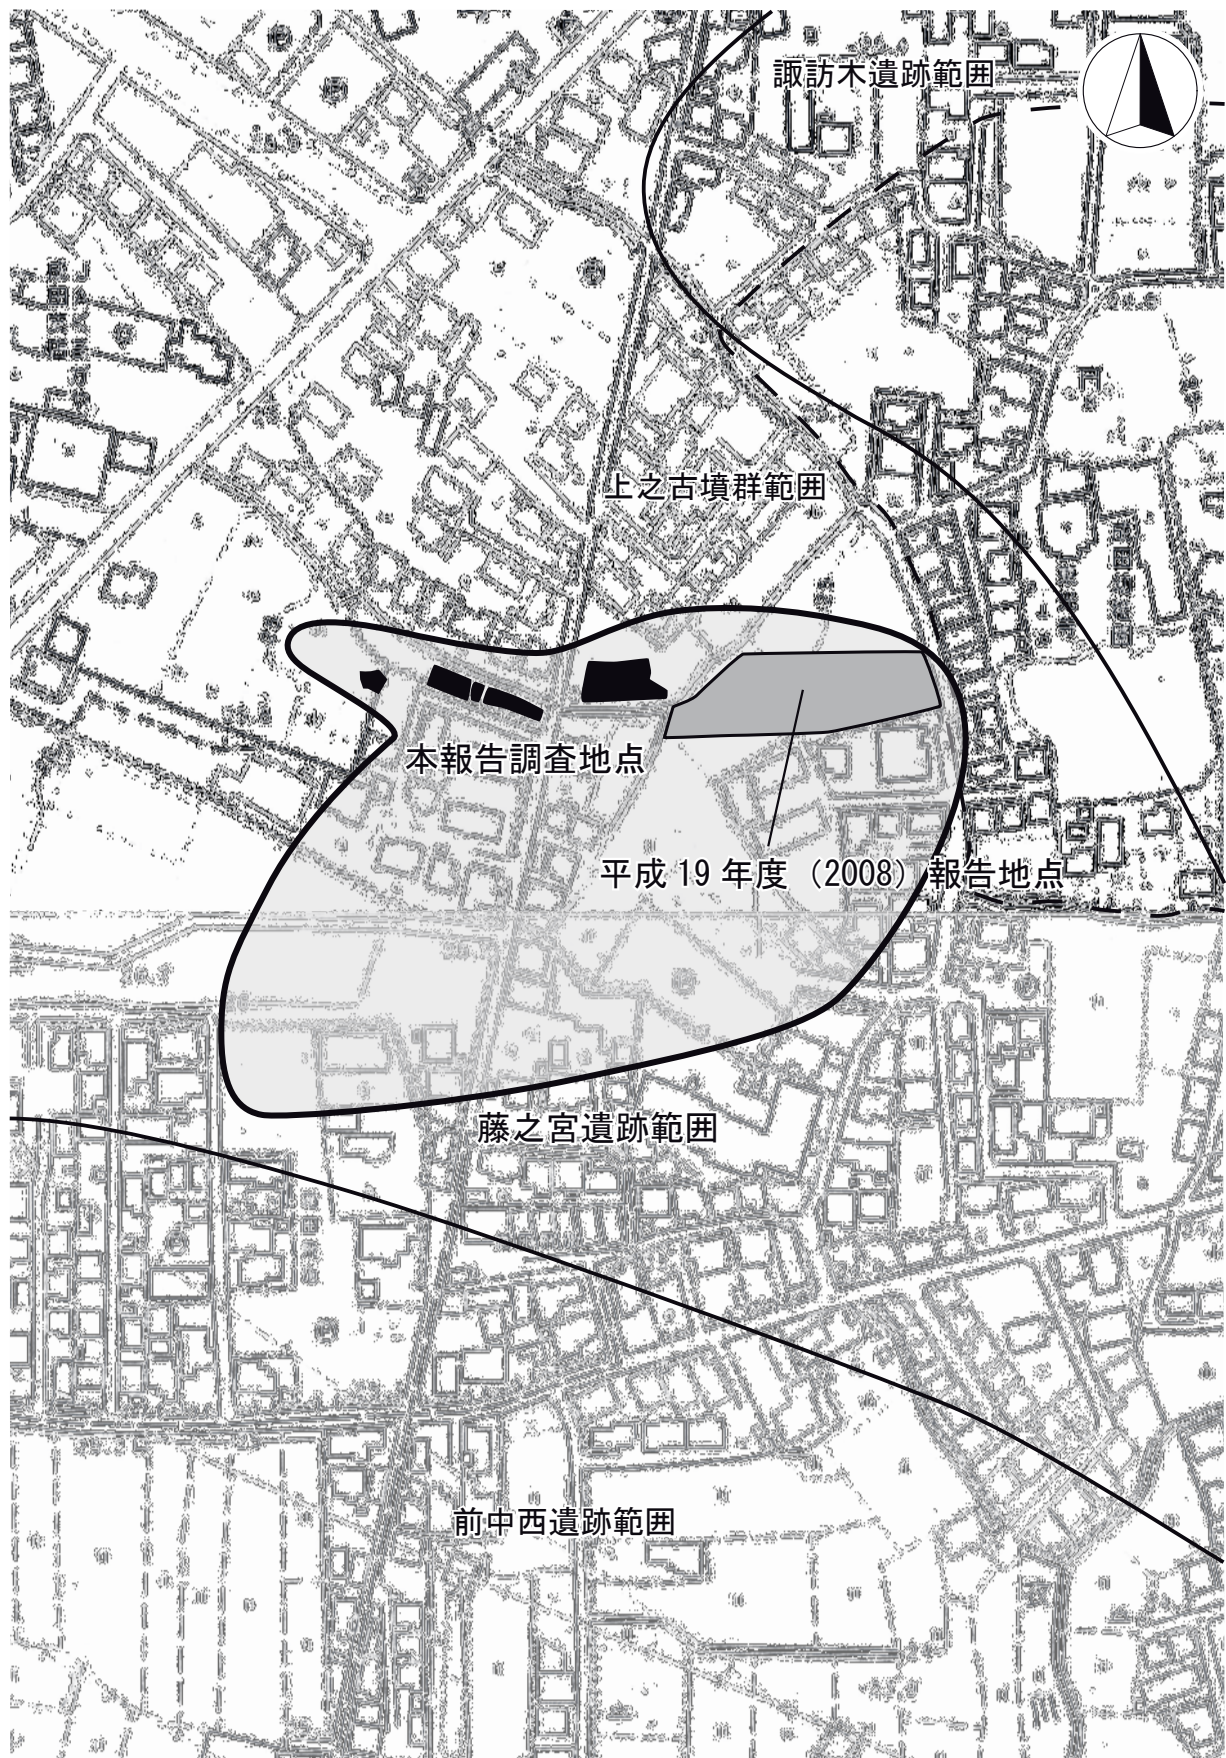 諏訪木遺跡範囲
上之古墳群範囲
本報告調査地点
平成 19 年度（2008）報告地点
藤之宮遺跡範囲
前中西遺跡範囲